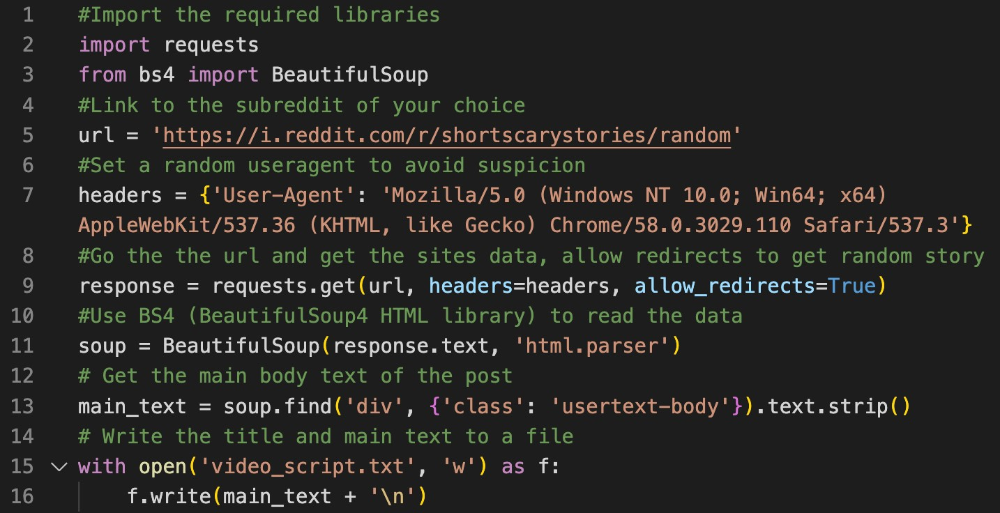 1 #Import the required libraries
2 import requests
3 from bs4 import BeautifulSoup
4 #Link to the subreddit of your choice
5 url = 'https://i.reddit.com/r/shortscarystories/random'
6 #Set a random useragent to avoid suspicion
7 headers = {'User-Agent': 'Mozilla/5.0 (Windows NT 10.0; Win64; x64)
AppleWebKit/537.36 (KHTML, like Gecko) Chrome/58.0.3029.110 Safari/537.3'}
8 #Go the the url and get the sites data, allow redirects to get random story
9 response = requests.get(url, headers=headers, allow_redirects=True)
10 #Use BS4 (BeautifulSoup4 HTML library) to read the data
11 soup = BeautifulSoup(response.text, 'html.parser')
12 # Get the main body text of the post
13 main_text = soup.find('div', {'class': 'usertext-body'}).text.strip()
14 # Write the title and main text to a file
15 with open('video_script.txt', 'w') as f:
16 f.write(main_text + '\n')